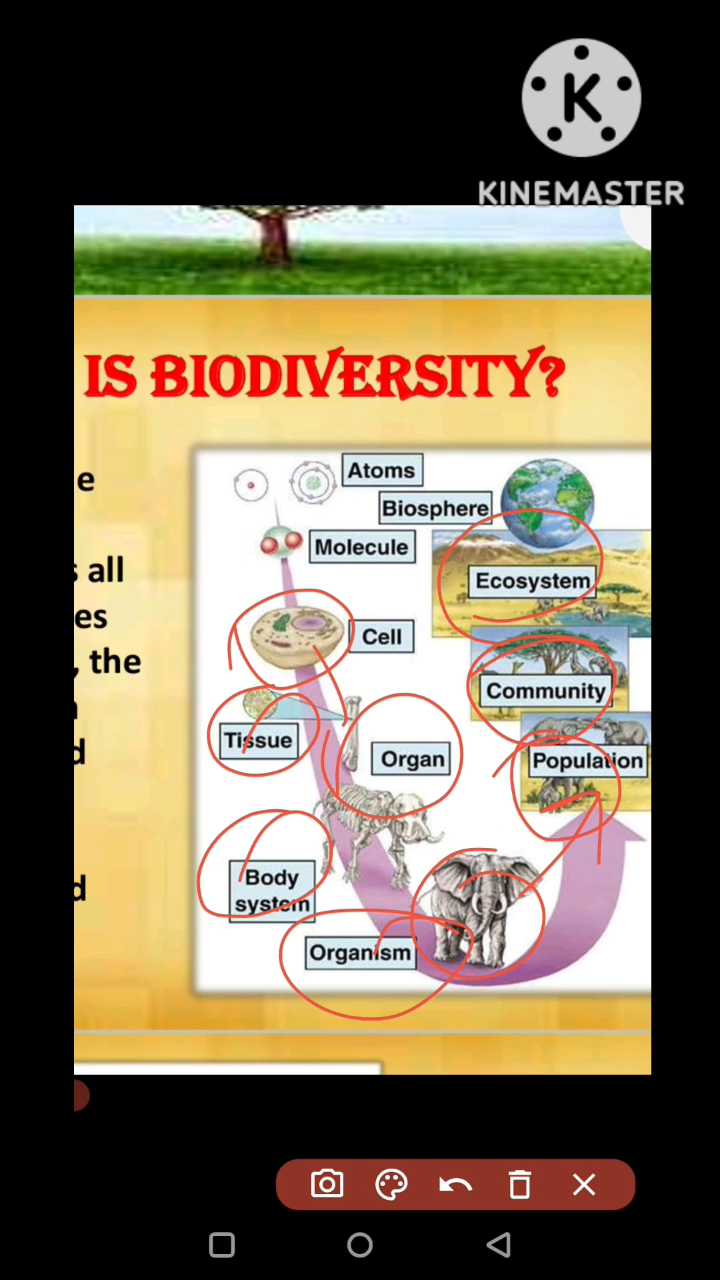 K
KINEMASTER
IS BIODIVERSITY?
e
all
es
, the
d
d
Atoms
Biosphere
Molecule
Ecosystem
Cell
Community
Tissue
Organ
Population
Body
system
Organism